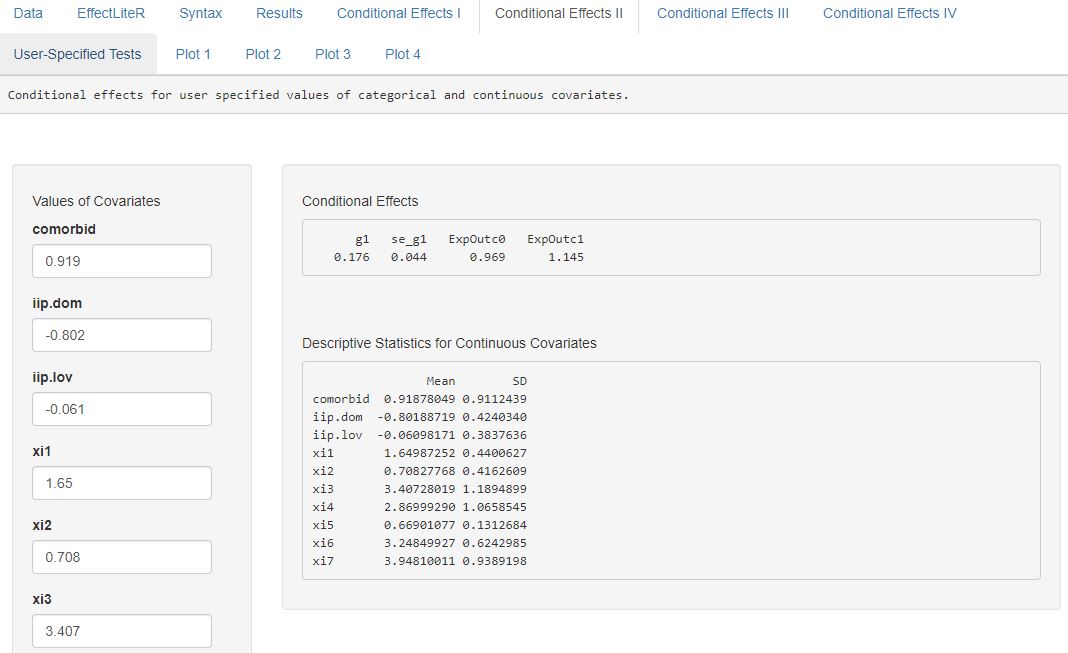 Data EffectLiteR Syntax Results Conditional Effects I Conditional Effects II Conditional Effects III Conditional Effects IV
User-Specified Tests Plot 1 Plot 2 Plot 3 Plot 4
Conditional effects for user specified values of categorical and continuous covariates.
Values of Covariates
comorbid
0.919
iip.dom
-0.802
iip.lov
-0.061
xi1
1.65
xi2
0.708
xi3
3.407
Conditional Effects
g1 se_g1 ExpOutc0 ExpOutc1
0.176 0.044 0.969 1.145
Descriptive Statistics for Continuous Covariates
Mean SD
comorbid 0.91878049 0.9112439
iip.dom -0.80188719 0.4240340
iip.lov -0.06098171 0.3837636
xi1 1.64987252 0.4400627
xi2 0.70827768 0.4162609
xi3 3.40728019 1.1894899
xi4 2.86999290 1.0658545
xi5 0.66901077 0.1312684
xi6 3.24849927 0.6242985
xi7 3.94810011 0.9389198